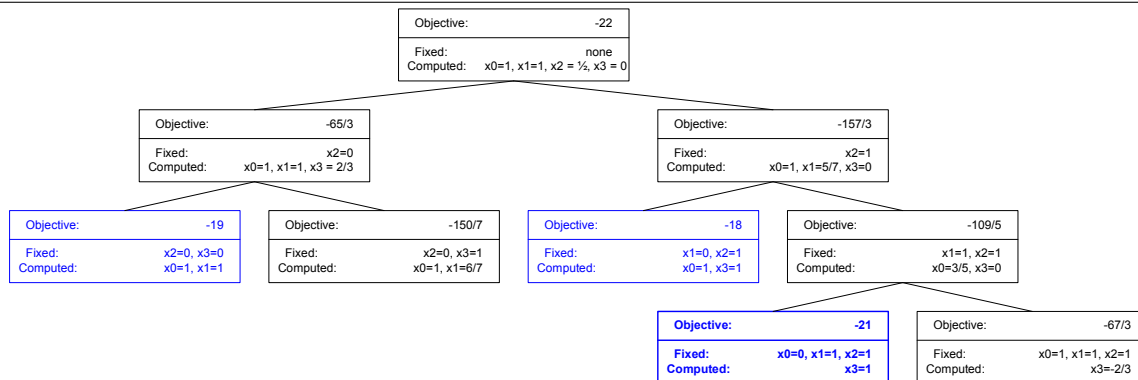 Objective: -22
Fixed: none
Computed: x0=1, x1=1, x2 = ½, x3 = 0
Objective: -65/3
Fixed: x2=0
Computed: x0=1, x1=1, x3 = 2/3
Objective: -157/3
Fixed: x2=1
Computed: x0=1, x1=5/7, x3=0
Objective: -19
Fixed: x2=0, x3=0
Computed: x0=1, x1=1
Objective: -150/7
Fixed: x2=0, x3=1
Computed: x0=1, x1=6/7
Objective: -18
Fixed: x1=0, x2=1
Computed: x0=1, x3=1
Objective: -109/5
Fixed: x1=1, x2=1
Computed: x0=3/5, x3=0
Objective: -21
Fixed: x0=0, x1=1, x2=1
Computed: x3=1
Objective: -67/3
Fixed: x0=1, x1=1, x2=1
Computed: x3=-2/3